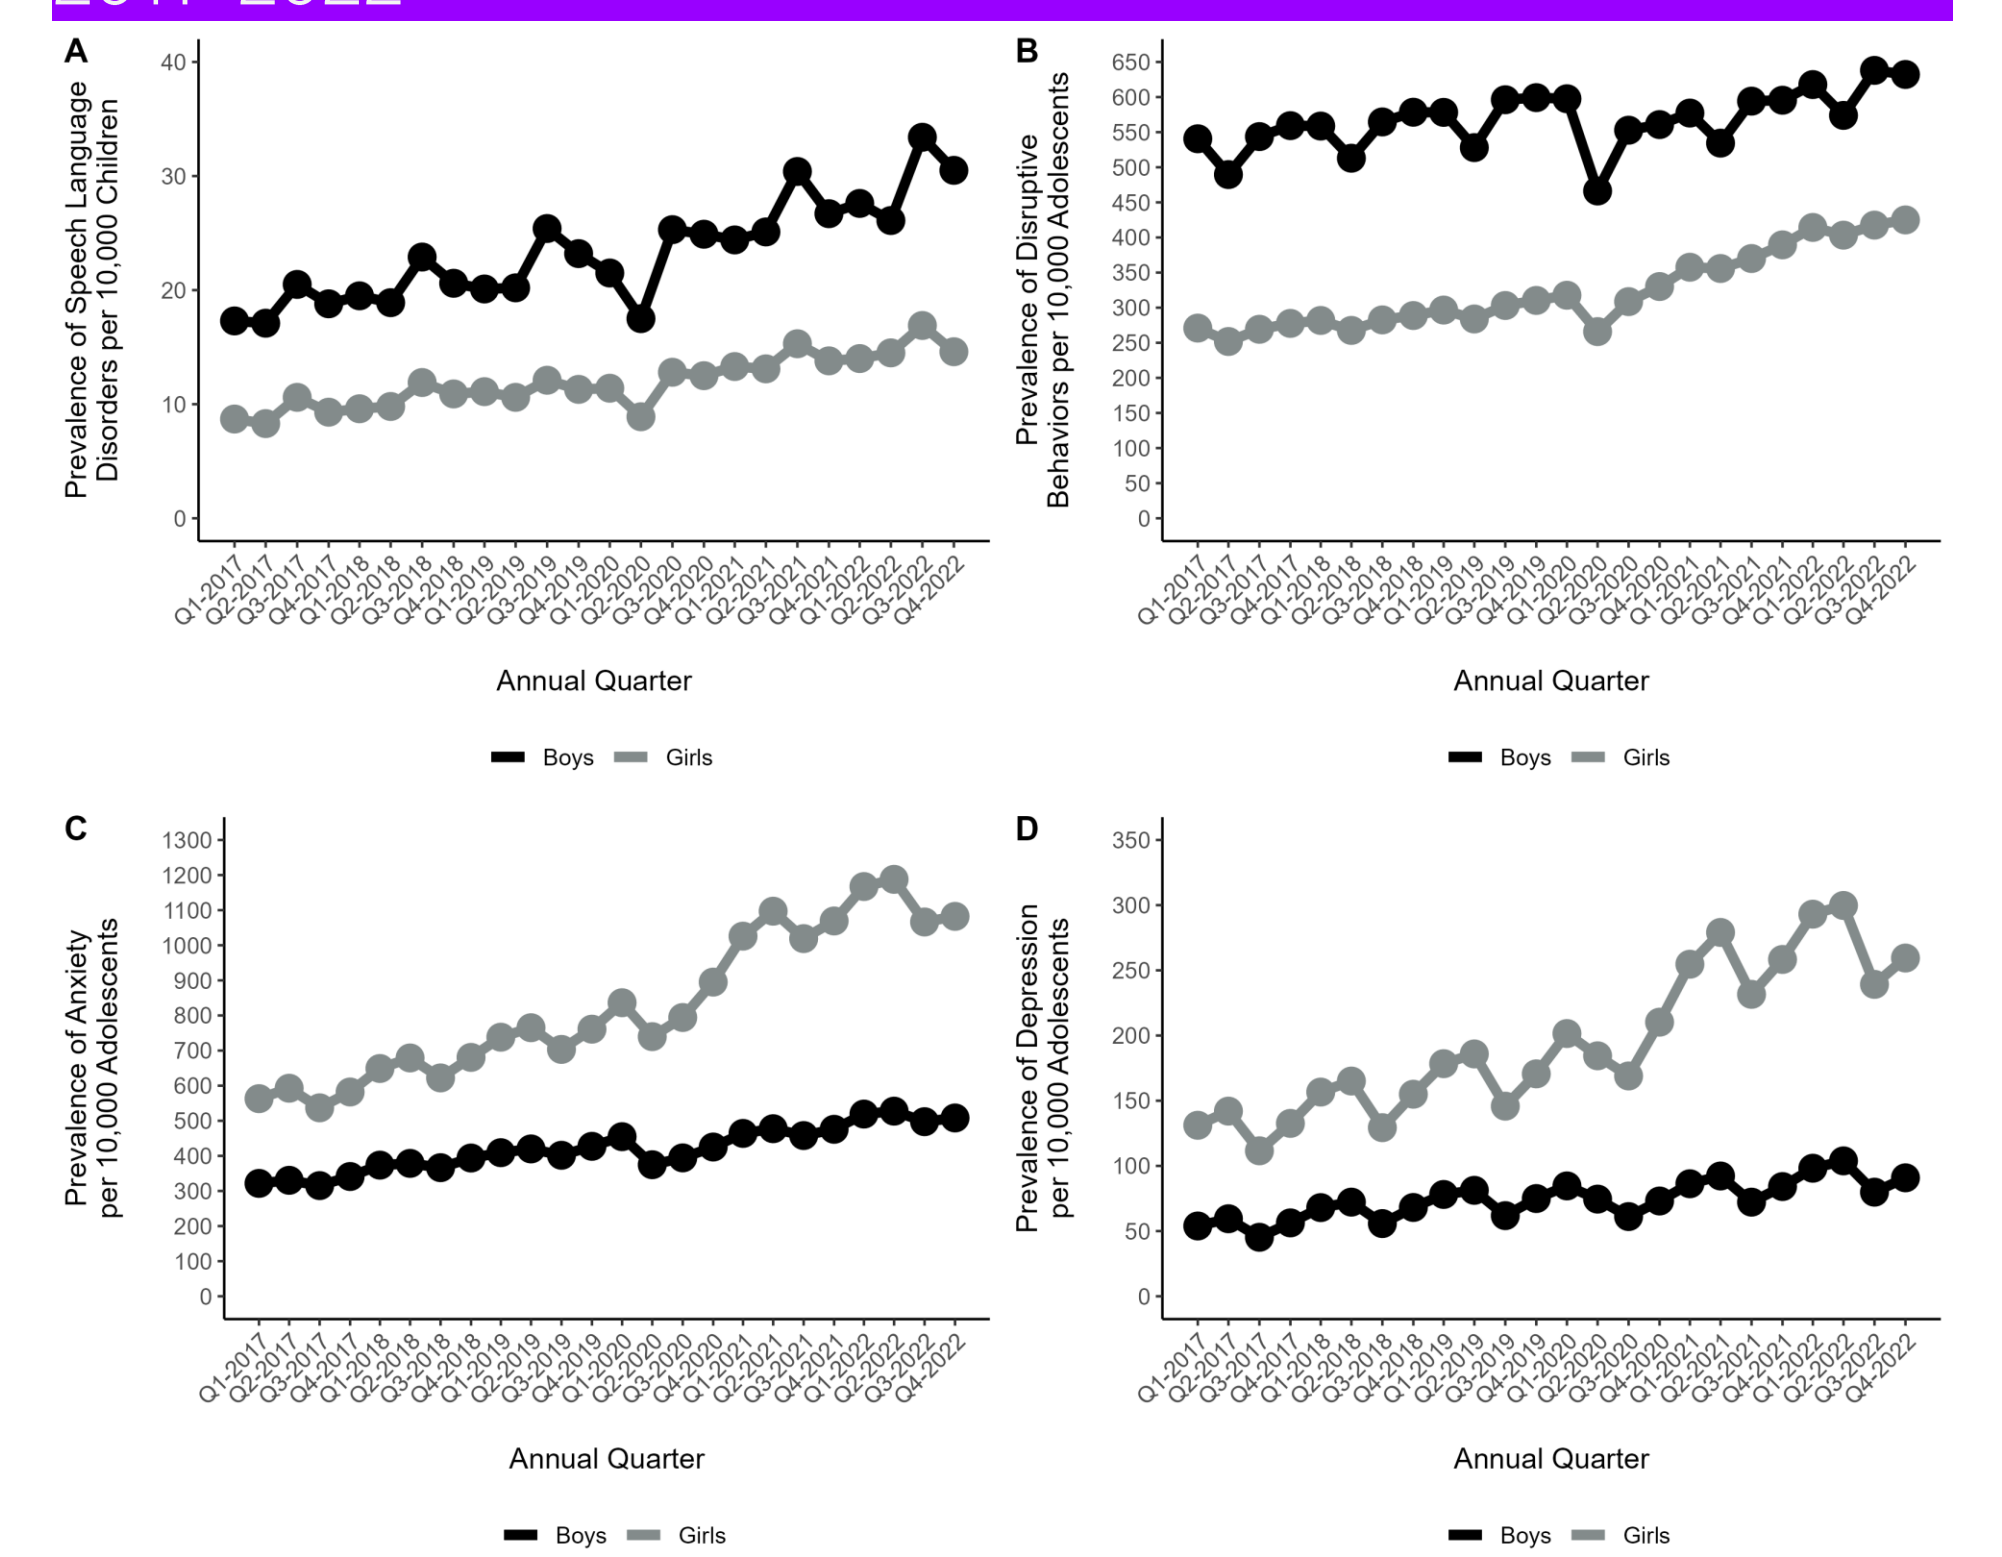 A
Prevalence of Speech Language
Disorders per 10,000 Children
40
30
20
10
0
Q1-2017
Q2-2017
Q3-2017
Q4-2017
Q1-2018
Q2-2018
Q3-2018
Q4-2018
Q1-2019
Q2-2019
Q3-2019
Q4-2019
Q1-2020
Q2-2020
Q3-2020
Q4-2020
Q1-2021
Q2-2021
Q3-2021
Q4-2021
Q1-2022
Q2-2022
Q3-2022
Q4-2022
Annual Quarter
Boys Girls
B
Prevalence of Disruptive
Behaviors per 10,000 Adolescents
650
600
550
500
450
400
350
300
250
200
150
100
50
0
Q1-2017
Q2-2017
Q3-2017
Q4-2017
Q1-2018
Q2-2018
Q3-2018
Q4-2018
Q1-2019
Q2-2019
Q3-2019
Q4-2019
Q1-2020
Q2-2020
Q3-2020
Q4-2020
Q1-2021
Q2-2021
Q3-2021
Q4-2021
Q1-2022
Q2-2022
Q3-2022
Q4-2022
Annual Quarter
Boys Girls
C
Prevalence of Anxiety
per 10,000 Adolescents
1300
1200
1100
1000
900
800
700
600
500
400
300
200
100
0
Q1-2017
Q2-2017
Q3-2017
Q4-2017
Q1-2018
Q2-2018
Q3-2018
Q4-2018
Q1-2019
Q2-2019
Q3-2019
Q4-2019
Q1-2020
Q2-2020
Q3-2020
Q4-2020
Q1-2021
Q2-2021
Q3-2021
Q4-2021
Q1-2022
Q2-2022
Q3-2022
Q4-2022
Annual Quarter
Boys Girls
D
Prevalence of Depression
per 10,000 Adolescents
350
300
250
200
150
100
50
0
Q1-2017
Q2-2017
Q3-2017
Q4-2017
Q1-2018
Q2-2018
Q3-2018
Q4-2018
Q1-2019
Q2-2019
Q3-2019
Q4-2019
Q1-2020
Q2-2020
Q3-2020
Q4-2020
Q1-2021
Q2-2021
Q3-2021
Q4-2021
Q1-2022
Q2-2022
Q3-2022
Q4-2022
Annual Quarter
Boys Girls